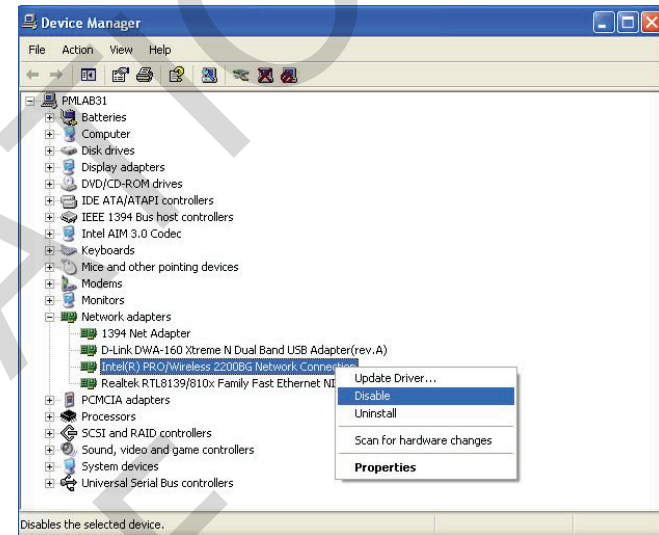 Device Manager
File Action View Help
PMLAB31
Batteries
Computer
Disk drives
Display adapters
DVD/CD-ROM drives
IDE ATA/ATAPI controllers
IEEE 1394 Bus host controllers
Intel AIM 3.0 Codec
Keyboards
Mice and other pointing devices
Modems
Monitors
Network adapters
1394 Net Adapter
D-Link DWA-160 Xtreme N Dual Band USB Adapter(rev.A)
Intel(R) PRO/Wireless 2200BG Network Connection
Realtek RTL8139/810x Family Fast Ethernet NI
PCMCIA adapters
Processors
SCSI and RAID controllers
Sound, video and game controllers
System devices
Universal Serial Bus controllers
Update Driver...
Disable
Uninstall
Scan for hardware changes
Properties
Disables the selected device.